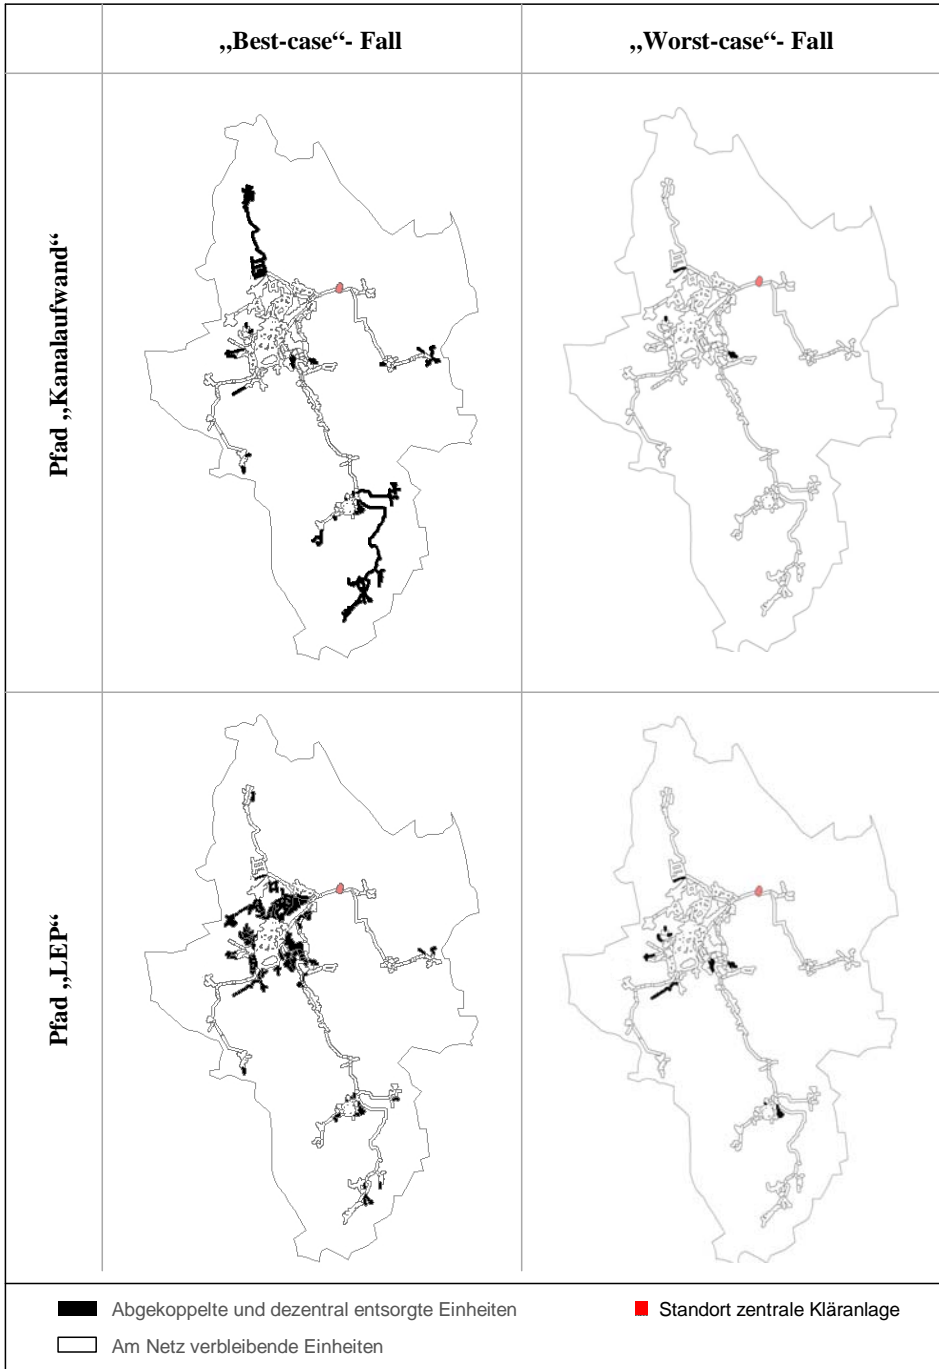 „Best-case“- Fall
„Worst-case“- Fall
Pfad „Kanalaufwand“
Pfad „LEP“
Abgekoppelte und dezentral entsorgte Einheiten
Standort zentrale Kläranlage
Am Netz verbleibende Einheiten